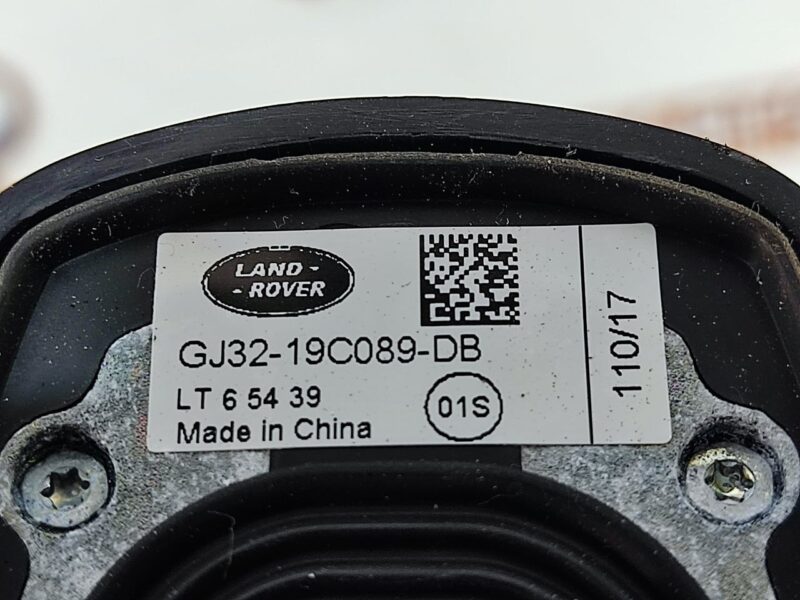 LAND -
- ROVER
GJ32-19C089-DB
LT 6 54 39
01S
Made in China
110/17